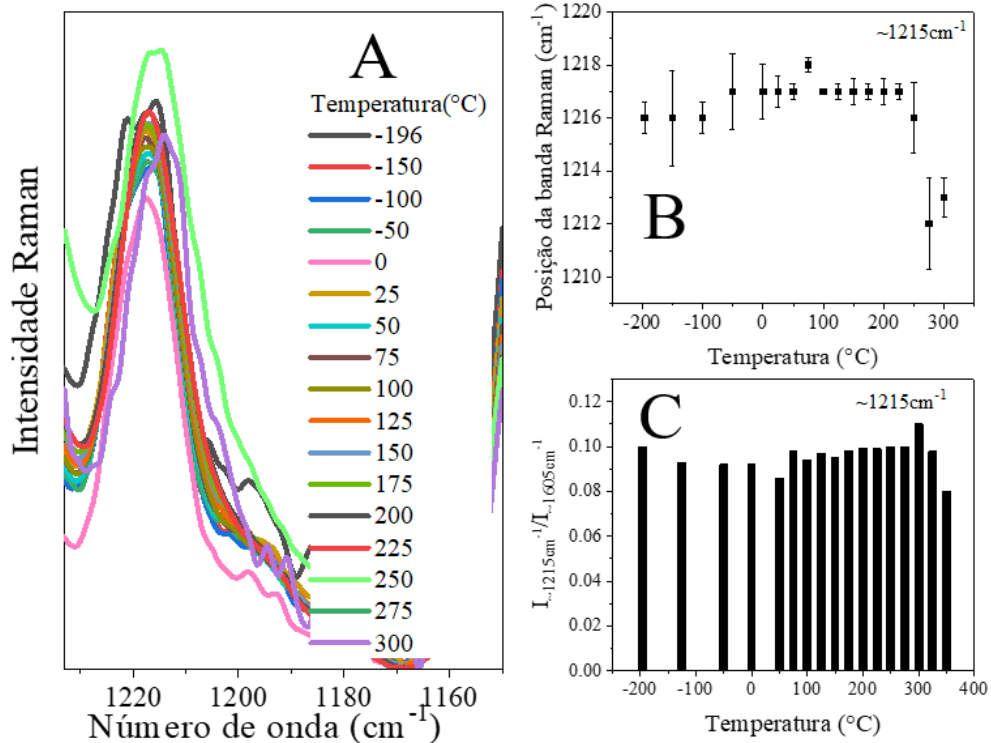 A
Temperatura(°C)
-196
-150
-100
-50
0
25
50
75
100
125
150
175
200
225
250
275
300
Intensidade Raman
1220 1200 1180 1160
Número de onda (cm⁻¹)
~1215cm⁻¹
B
Posição da banda Raman (cm⁻¹)
1220
1218
1216
1214
1212
1210
-200 -100 0 100 200 300
Temperatura (°C)
~1215cm⁻¹
C
I~1215cm⁻¹/I~1605cm⁻¹
0.12
0.10
0.08
0.06
0.04
0.02
0.00
-200 -100 0 100 200 300 400
Temperatura (°C)